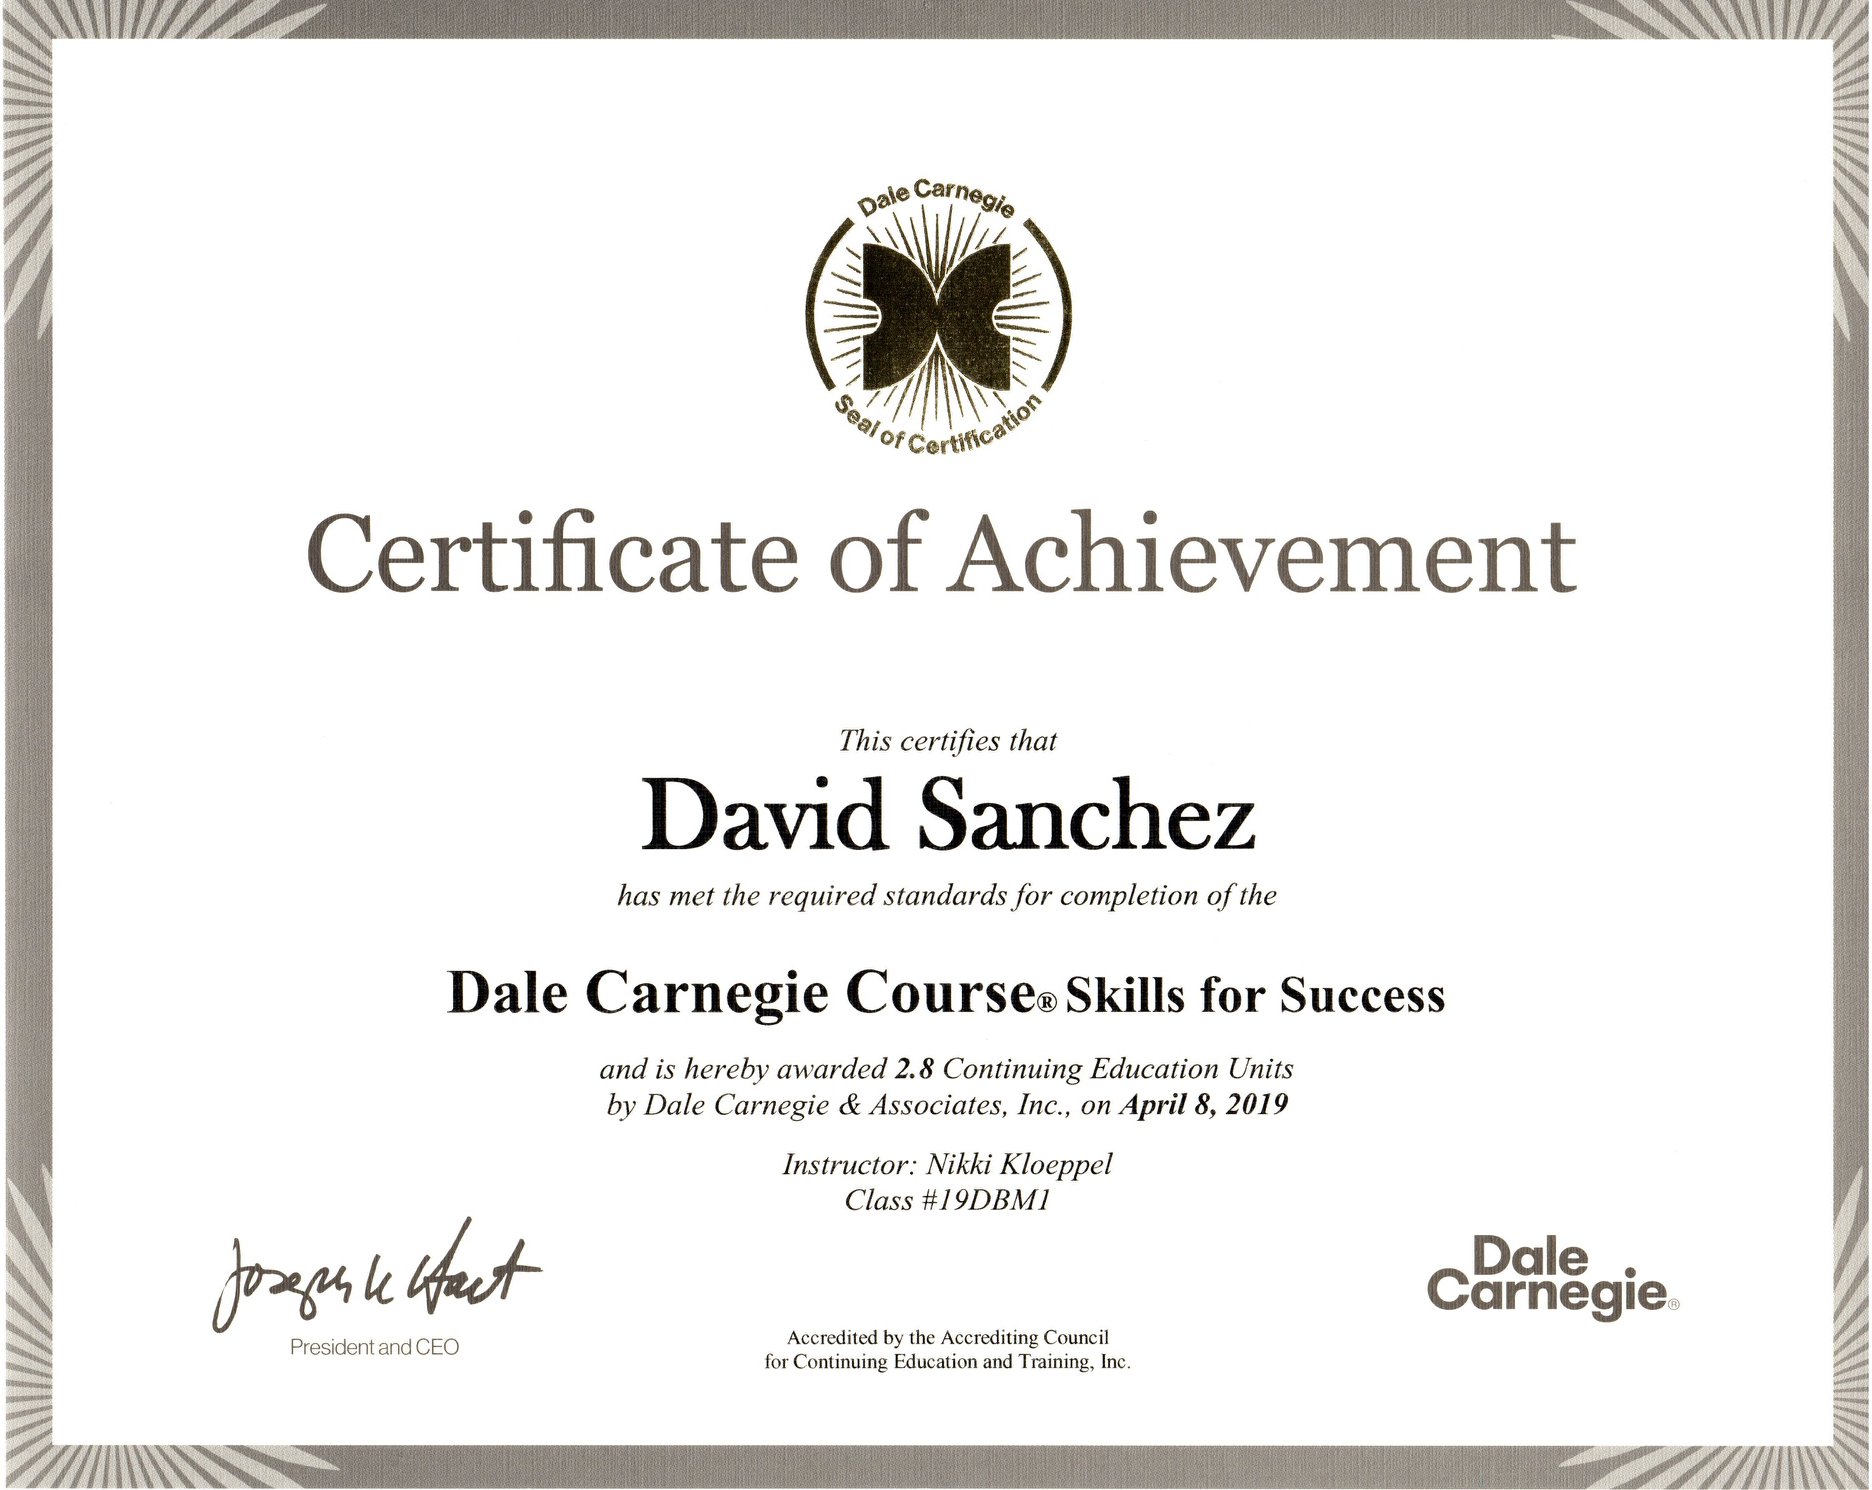 Dale Carnegie
Seal of Certification
Certificate of Achievement
This certifies that
David Sanchez
has met the required standards for completion of the
Dale Carnegie Course® Skills for Success
and is hereby awarded 2.8 Continuing Education Units
by Dale Carnegie & Associates, Inc., on April 8, 2019
Instructor: Nikki Kloeppel
Class #19DBM1
Joseph K Hart
President and CEO
Accredited by the Accrediting Council
for Continuing Education and Training, Inc.
Dale
Carnegie®